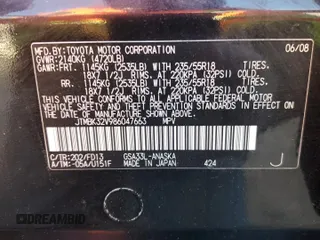 MFD.BY:TOYOTA MOTOR CORPORATION 06/08
GVWR:2140KG (4720LB)
GAWR:FRT. 1145KG (2535LB) WITH 235/55R18 TIRES,
18X7 1/2J RIMS, AT 220KPA (32PSI) COLD
RR. 1145KG (2535LB) WITH 235/55R18 TIRES,
18X7 1/2J RIMS, AT 220KPA (32PSI) COLD
THIS VEHICLE CONFORMS TO ALL APPLICABLE
FEDERAL MOTOR VEHICLE SAFETY
STANDARDS IN EFFECT ON THE DATE OF
MANUFACTURE SHOWN ABOVE.
JTMBK32V986047663 MPV
C/TR:202/FD13 GSA33L-ANASKA
A/TM:-05A/U151F MADE IN JAPAN 424 J
DREAMBID